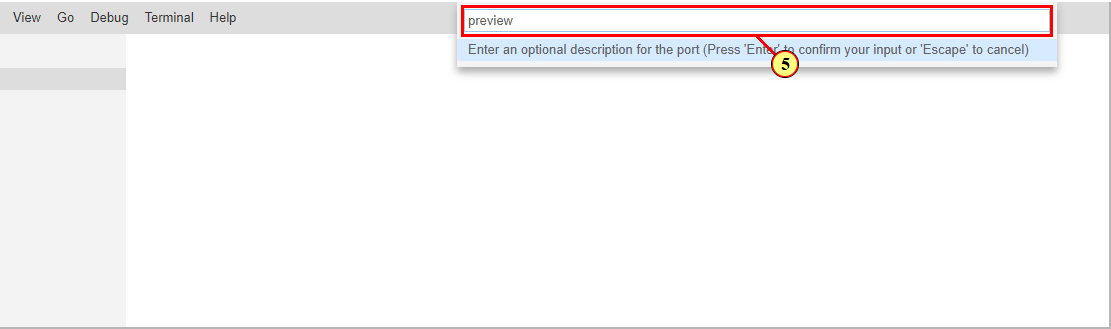 View Go Debug Terminal Help
preview
Enter an optional description for the port (Press 'Enter' to confirm your input or 'Escape' to cancel)
5